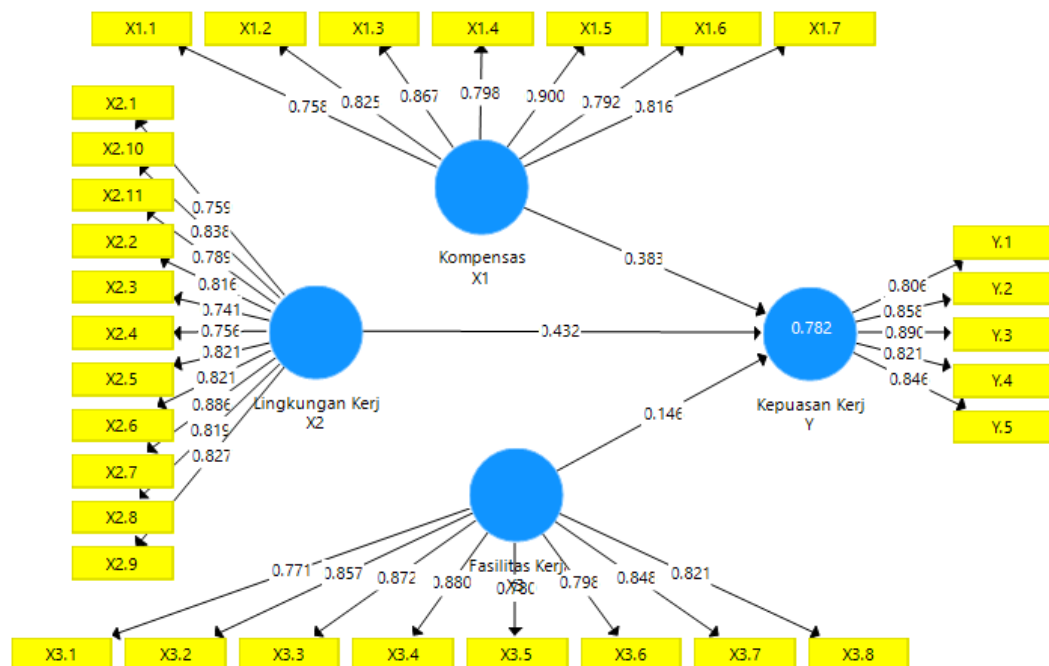 X1.1
X1.2
X1.3
X1.4
X1.5
X1.6
X1.7
0.758
0.825
0.867
0.798
0.900
0.792
0.816
Kompensas
X1
X2.1
X2.10
X2.11
X2.2
X2.3
X2.4
X2.5
X2.6
X2.7
X2.8
X2.9
0.759
0.838
0.789
0.816
0.741
0.756
0.821
0.821
0.886
0.819
0.827
Lingkungan Kerj
X2
0.383
0.432
0.146
0.782
Kepuasan Kerj
Y
0.806
0.858
0.890
0.821
0.846
Y.1
Y.2
Y.3
Y.4
Y.5
Fasilitas Kerj
X3
0.771
0.857
0.872
0.880
0.780
0.798
0.848
0.821
X3.1
X3.2
X3.3
X3.4
X3.5
X3.6
X3.7
X3.8